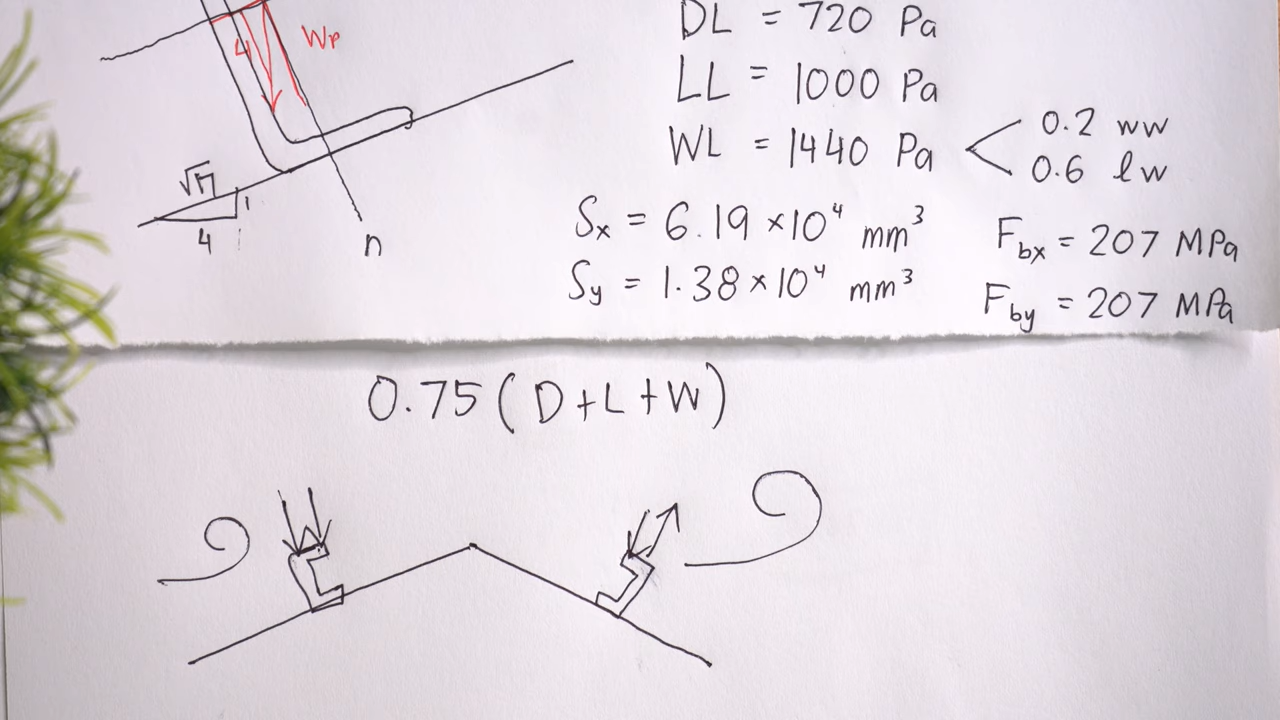 DL = 720 Pa
4 Wp
LL = 1000 Pa
WL = 1440 Pa < 0.2 ww
0.6 lw
√17 1
4
n
Sx = 6.19 ×10⁴ mm³ Fbx = 207 MPa
Sy = 1.38 ×10⁴ mm³ Fby = 207 MPa
0.75 (D+L+W)